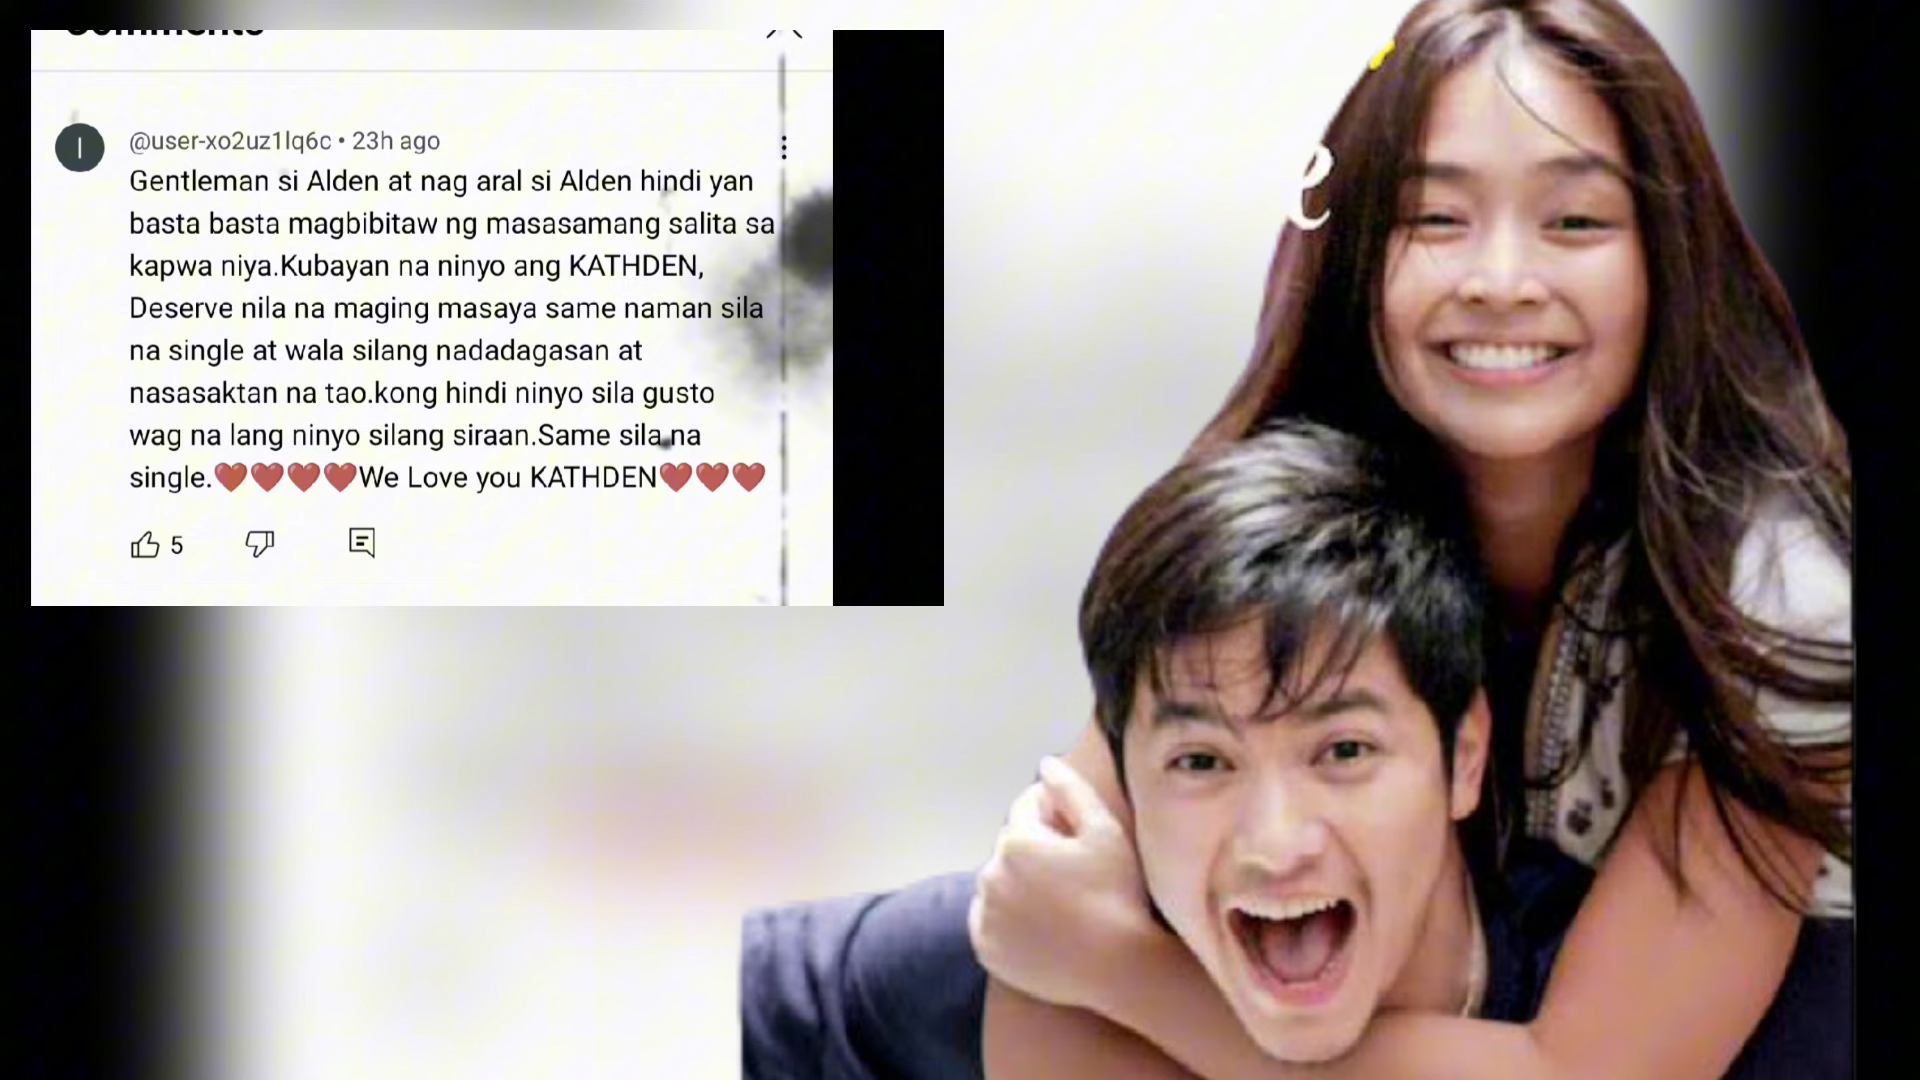 Comments
@user-xo2uz1lq6c • 23h ago
Gentleman si Alden at nag aral si Alden hindi yan
basta basta magbibitaw ng masasamang salita sa
kapwa niya.Kubayan na ninyo ang KATHDEN,
Deserve nila na maging masaya same naman sila
na single at wala silang nadadagasan at
nasasaktan na tao.kong hindi ninyo sila gusto
wag na lang ninyo silang siraan.Same sila na
single.❤️❤️❤️❤️We Love you KATHDEN❤️❤️❤️
5
e